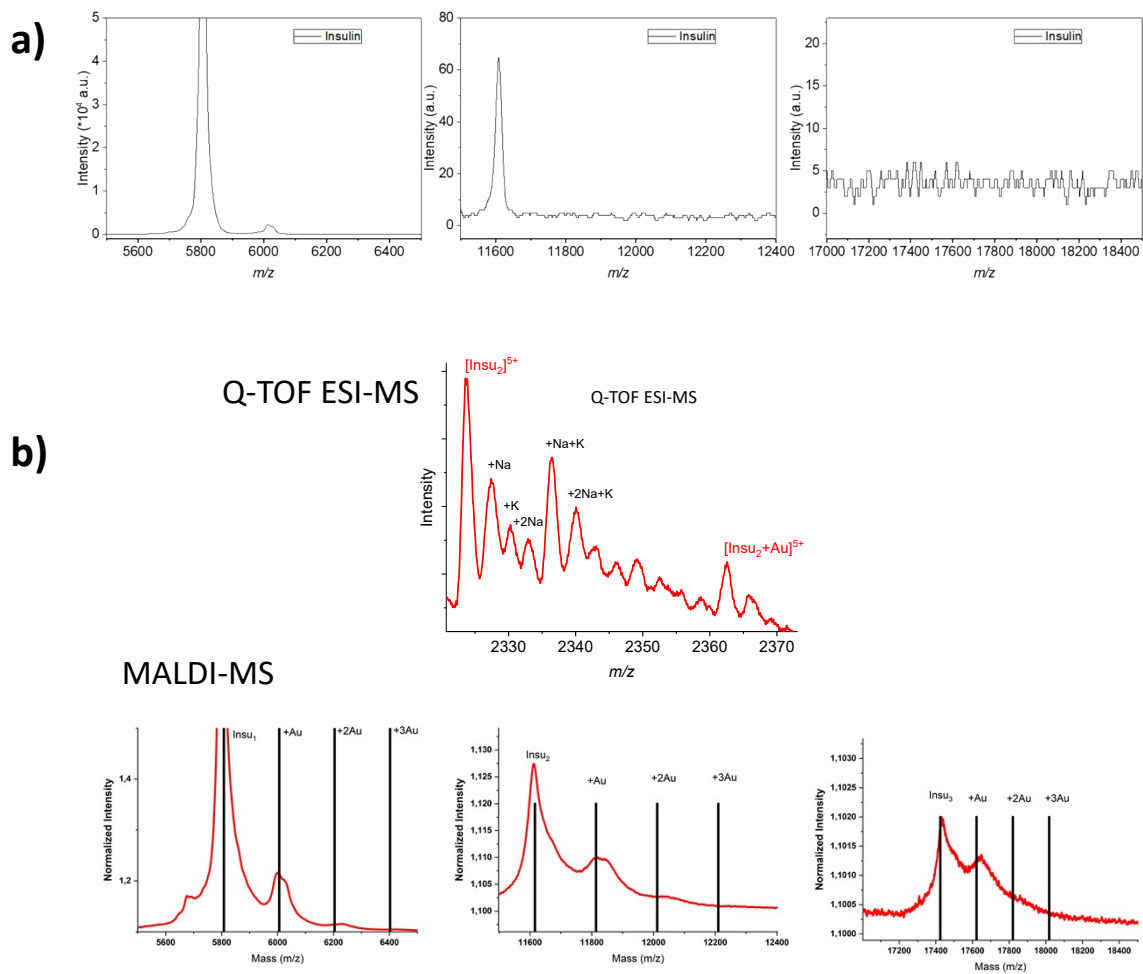 a)
Insulin
Intensity (*10⁴ a.u.)
5
4
3
2
1
0
5600 5800 6000 6200 6400
m/z
Insulin
Intensity (a.u.)
80
60
40
20
0
11600 11800 12000 12200 12400
m/z
Insulin
Intensity (a.u.)
20
15
10
5
0
17000 17200 17400 17600 17800 18000 18200 18400
m/z
Q-TOF ESI-MS
b)
[Insu₂]⁵⁺
Q-TOF ESI-MS
+Na+K
+Na
+K
+2Na
+2Na+K
[Insu₂+Au]⁵⁺
Intensity
2330 2340 2350 2360 2370
m/z
MALDI-MS
Insu₁ +Au +2Au +3Au
Normalized Intensity
1,4
1,2
5600 5800 6000 6200 6400
Mass (m/z)
Insu₂ +Au +2Au +3Au
Normalized Intensity
1,130
1,125
1,120
1,115
1,110
1,105
1,100
11600 11800 12000 12200 12400
Mass (m/z)
Insu₃ +Au +2Au +3Au
Normalized Intensity
1,1030
1,1025
1,1020
1,1015
1,1010
1,1005
1,1000
17200 17400 17600 17800 18000 18200 18400
Mass (m/z)